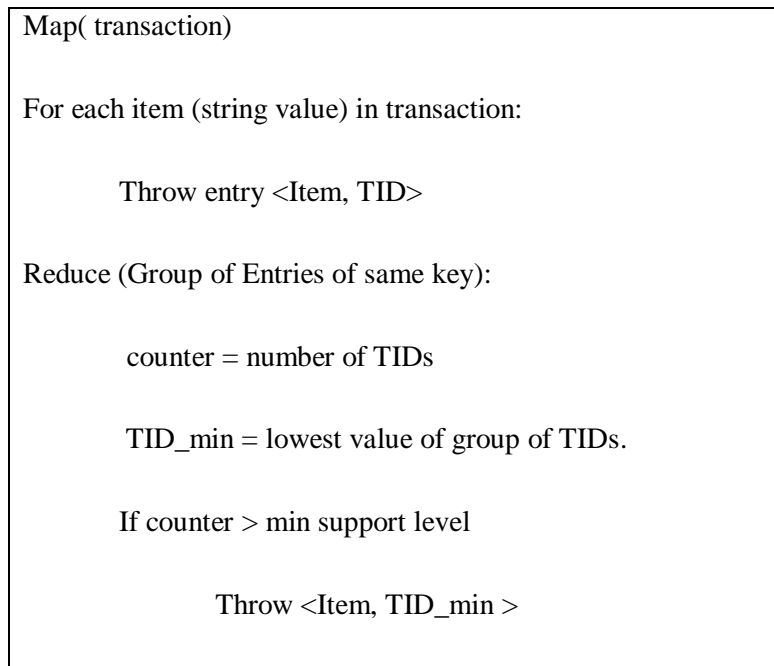 Map( transaction)
For each item (string value) in transaction:
Throw entry <Item, TID>
Reduce (Group of Entries of same key):
counter = number of TIDs
TID_min = lowest value of group of TIDs.
If counter > min support level
Throw <Item, TID_min >